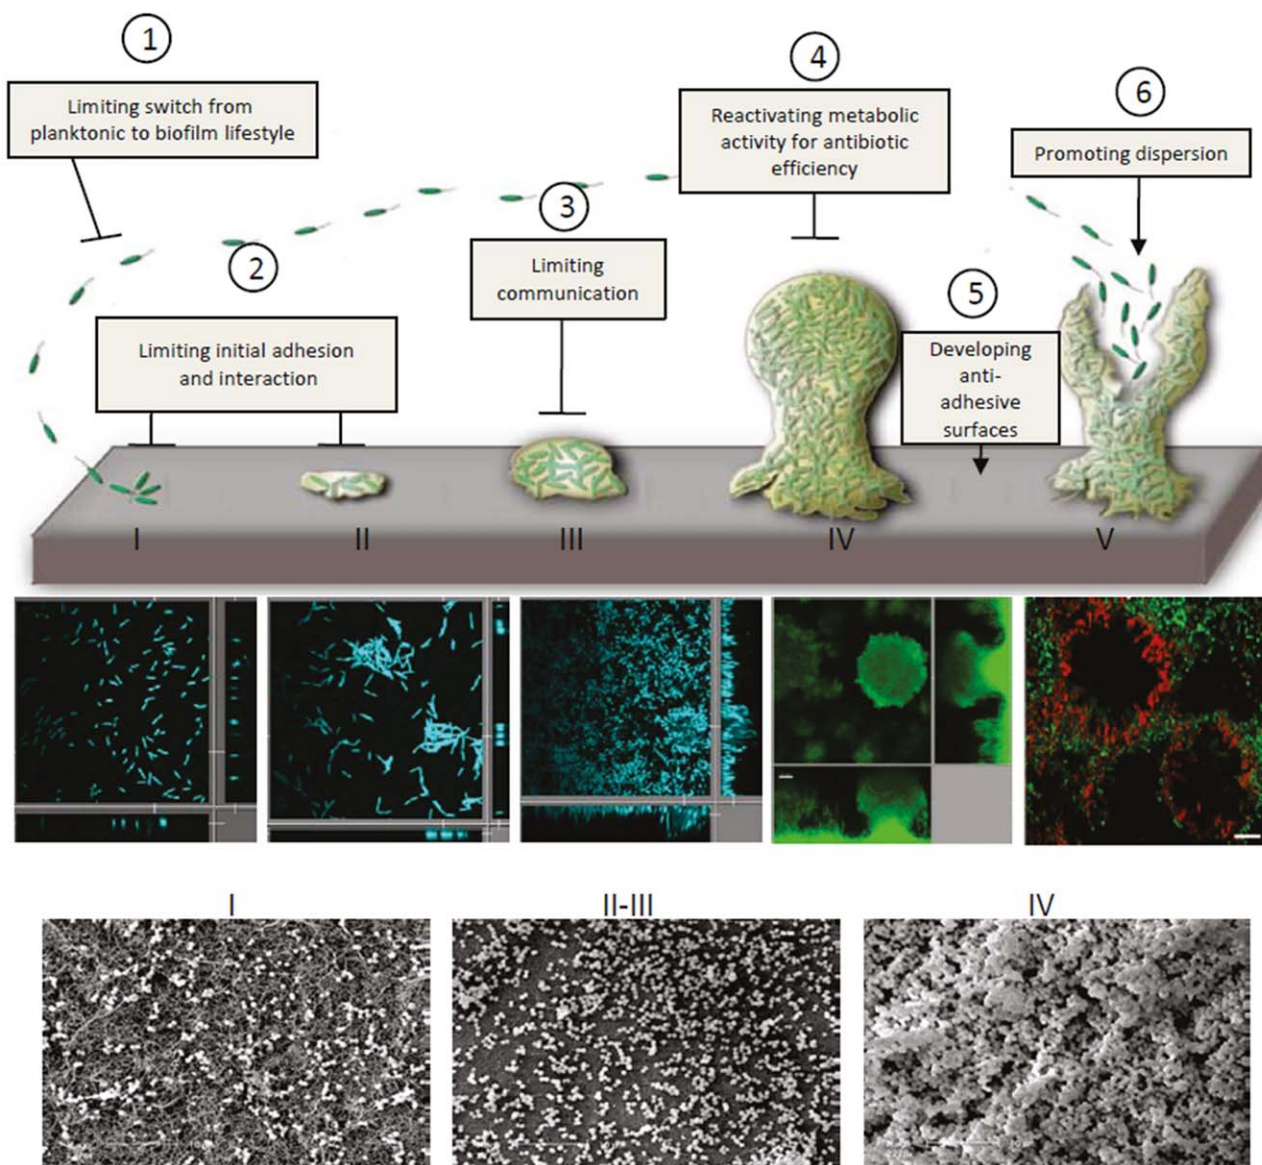 1
Limiting switch from
planktonic to biofilm lifestyle
2
Limiting initial adhesion
and interaction
3
Limiting
communication
4
Reactivating metabolic
activity for antibiotic
efficiency
5
Developing
anti-
adhesive
surfaces
6
Promoting dispersion
I
II
III
IV
V
I
II-III
IV